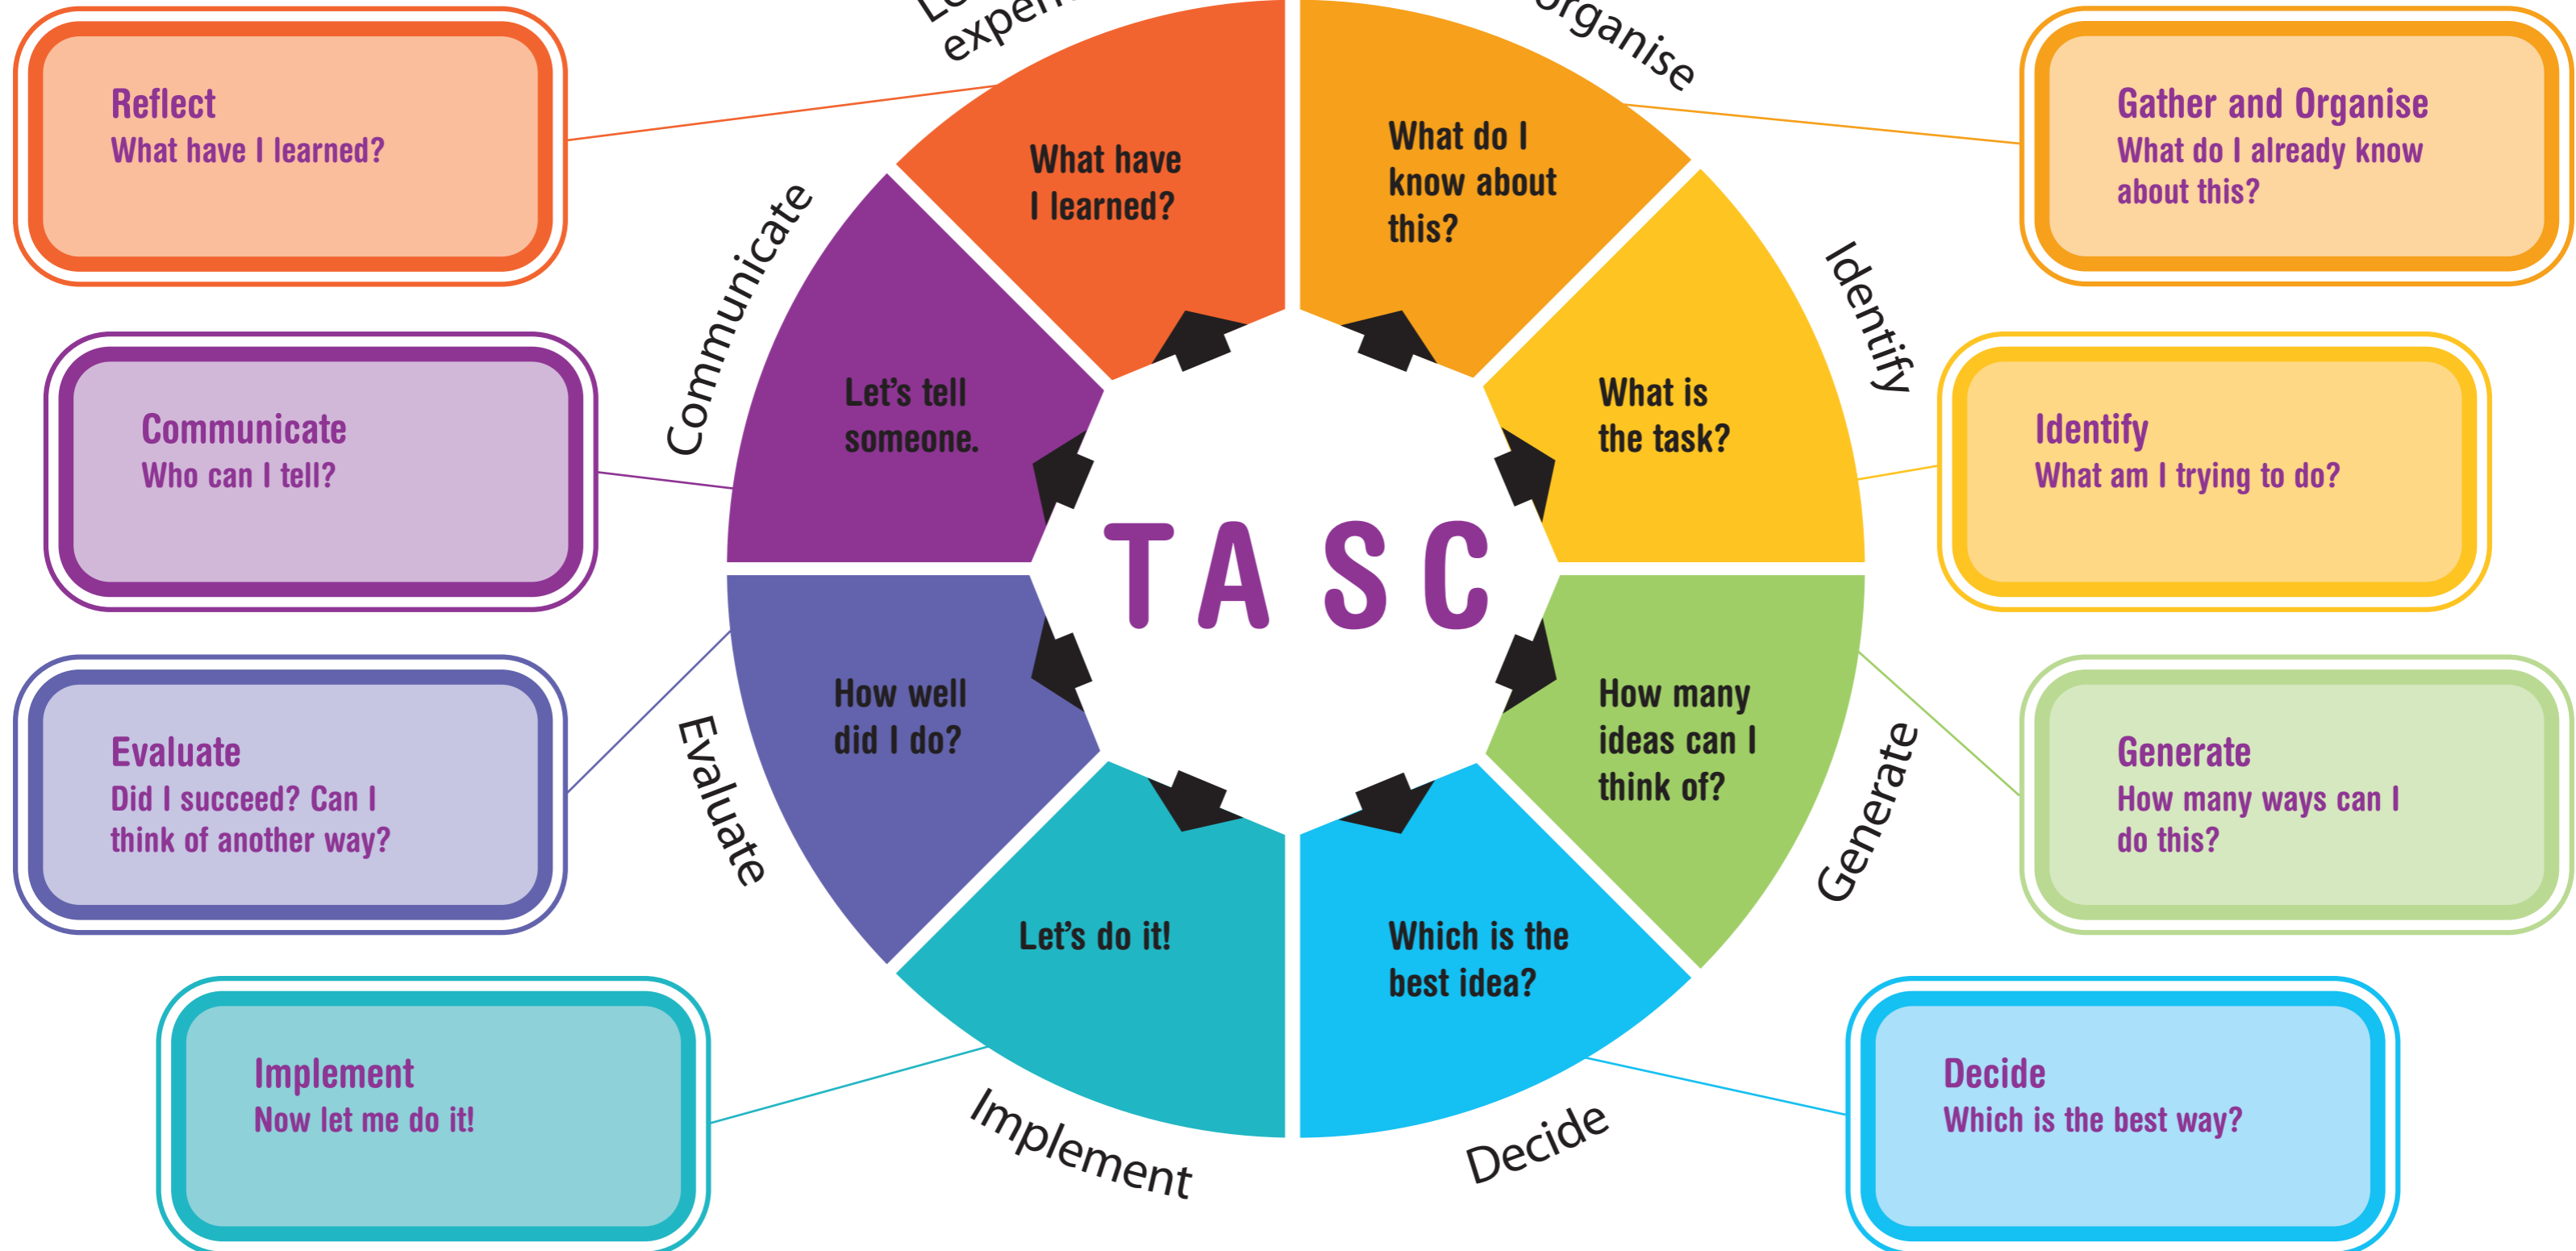 organise
Reflect
What have I learned?
Gather and Organise
What do I already know
about this?
What have
I learned?
What do I
know about
this?
Communicate
Identify
Communicate
Who can I tell?
Let's tell
someone.
What is
the task?
Identify
What am I trying to do?
TASC
Evaluate
Did I succeed? Can I
think of another way?
How well
did I do?
How many
ideas can I
think of?
Generate
How many ways can I
do this?
Evaluate
Generate
Let's do it!
Which is the
best idea?
Implement
Now let me do it!
Implement
Decide
Decide
Which is the best way?